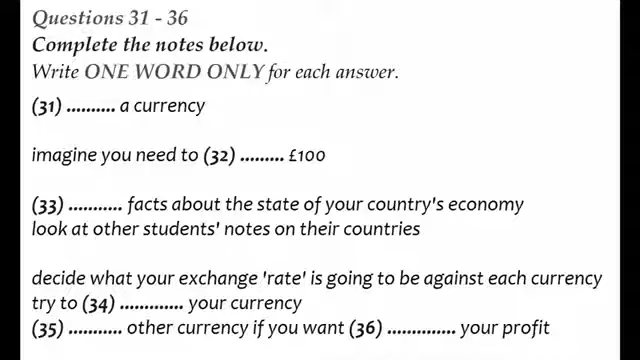 Questions 31 - 36
Complete the notes below.
Write ONE WORD ONLY for each answer.
(31) .......... a currency
imagine you need to (32) ......... £100
(33) ........... facts about the state of your country's economy
look at other students' notes on their countries
decide what your exchange 'rate' is going to be against each currency
try to (34) ............. your currency
(35) ........... other currency if you want (36) .............. your profit